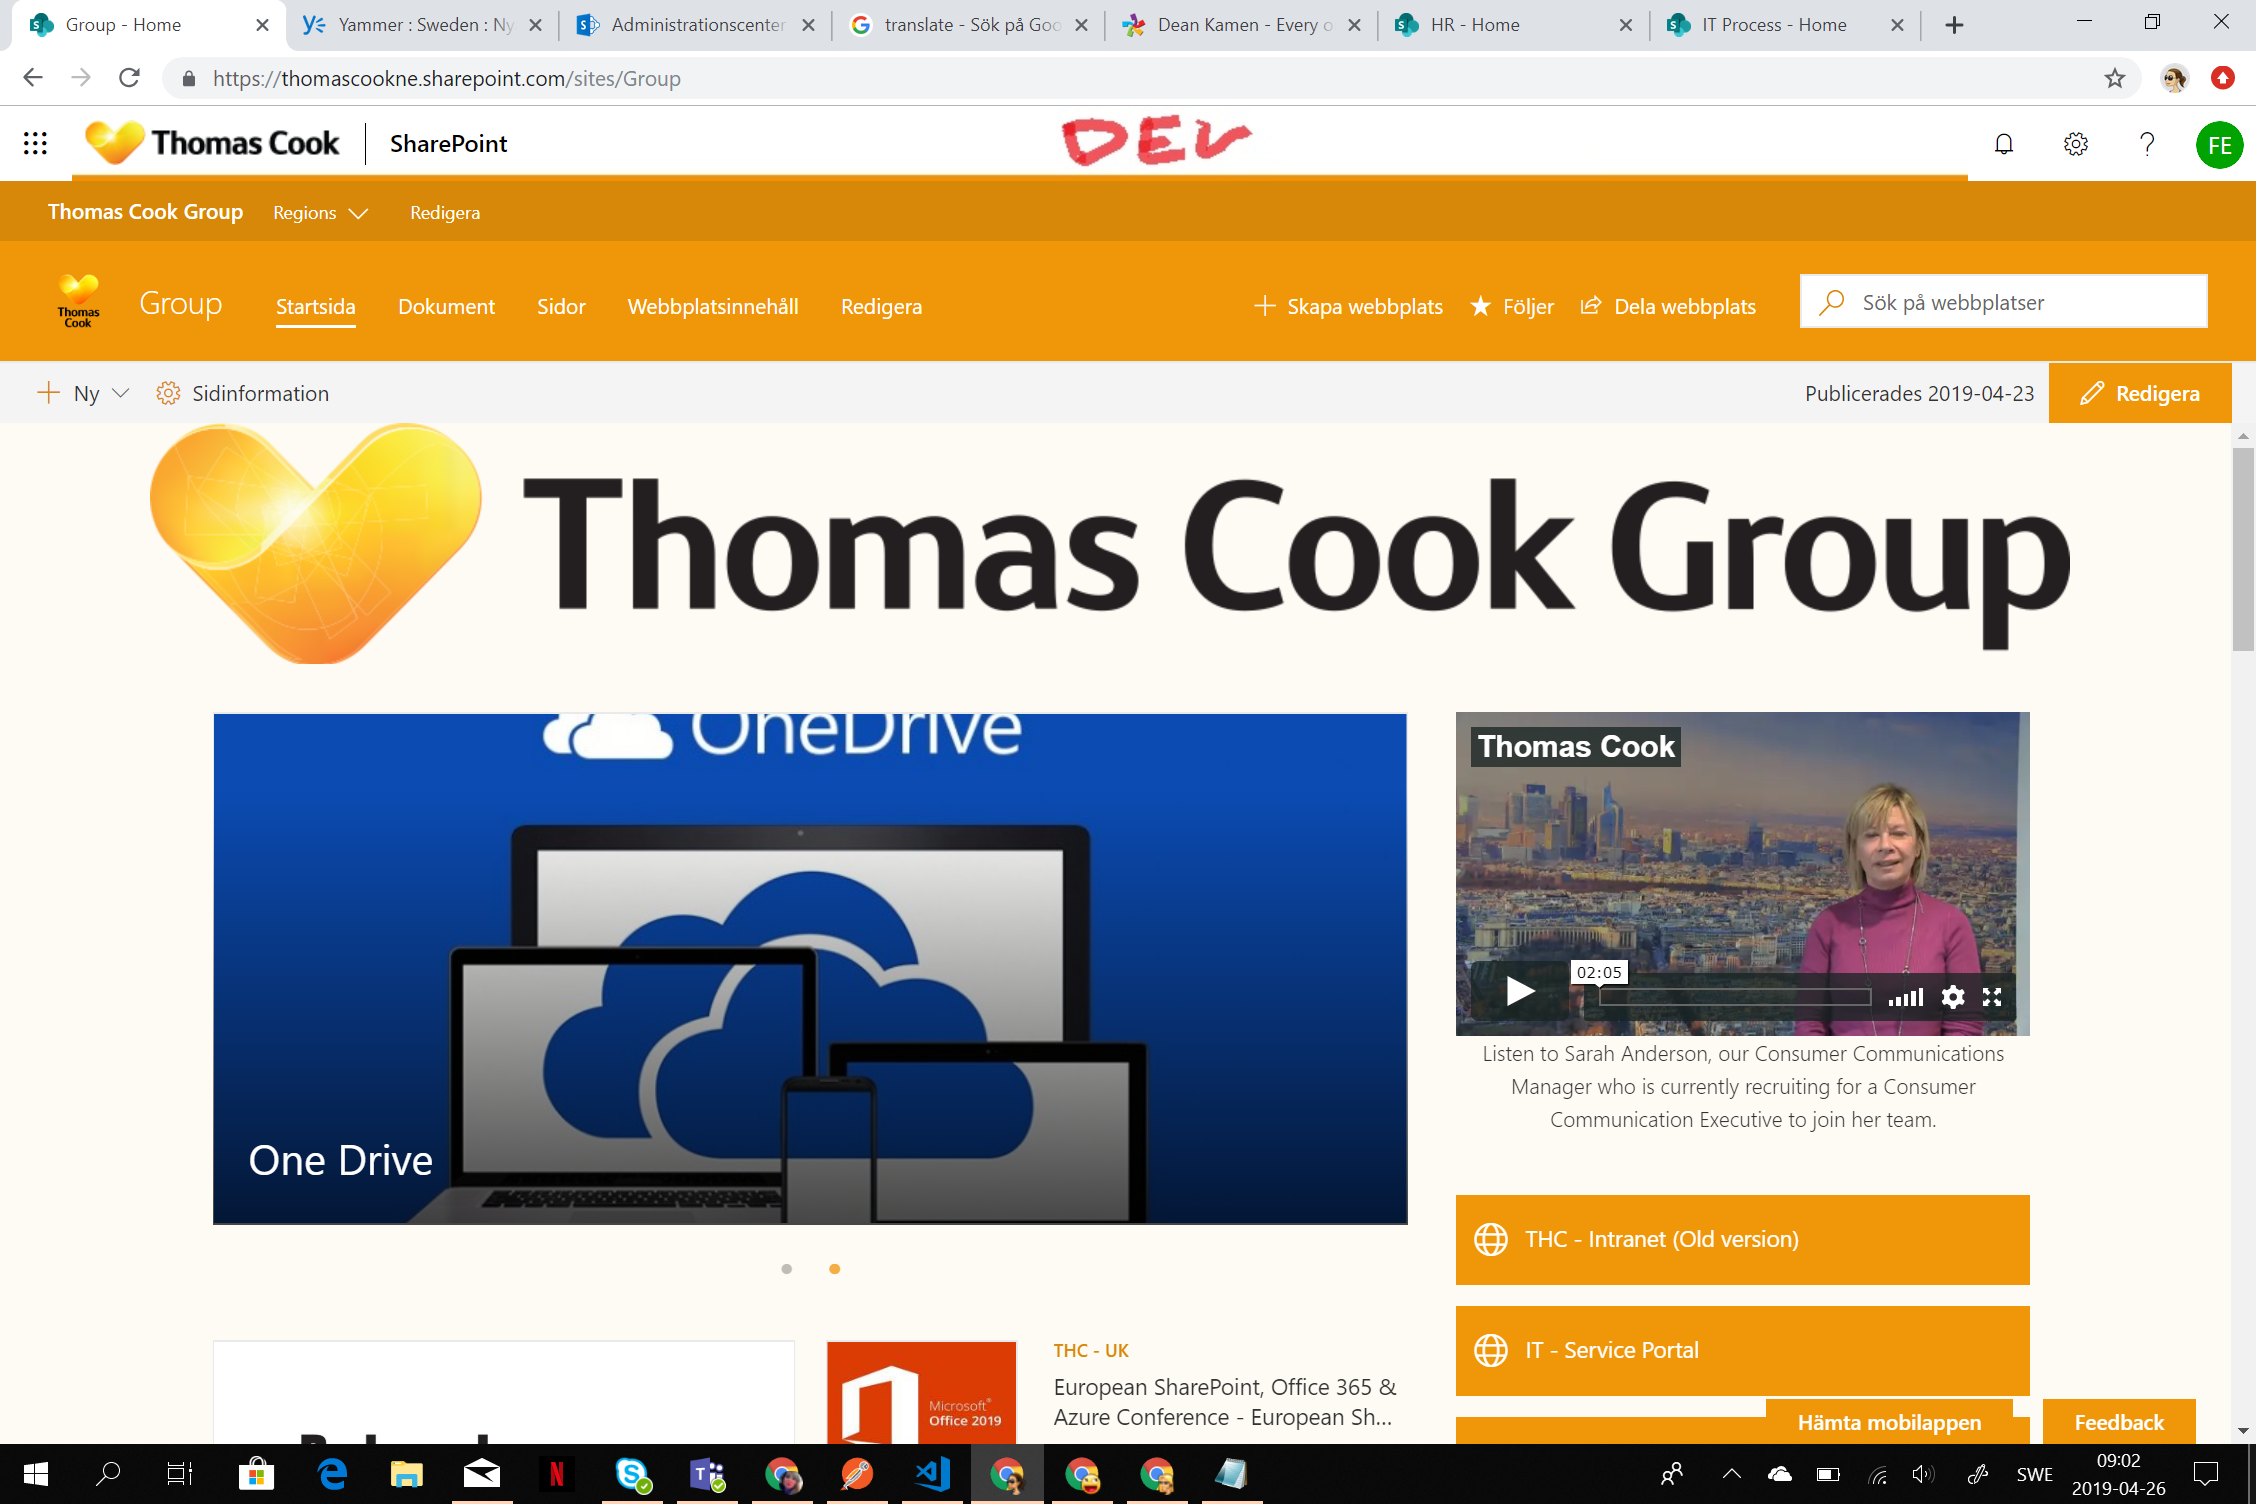 Group - Home
Yammer : Sweden : Ny
Administrationscenter
translate - Sök på Goo
Dean Kamen - Every o
HR - Home
IT Process - Home
https://thomascookne.sharepoint.com/sites/Group
Thomas Cook
SharePoint
DEV
FE
Thomas Cook Group
Regions
Redigera
Thomas
Cook
Group
Startsida
Dokument
Sidor
Webbplatsinnehåll
Redigera
Skapa webbplats
Följer
Dela webbplats
Sök på webbplatser
Ny
Sidinformation
Publicerades 2019-04-23
Redigera
Thomas Cook Group
OneDrive
One Drive
Thomas Cook
02:05
Listen to Sarah Anderson, our Consumer Communications
Manager who is currently recruiting for a Consumer
Communication Executive to join her team.
THC - Intranet (Old version)
IT - Service Portal
Microsoft®
Office 2019
THC - UK
European SharePoint, Office 365 &
Azure Conference - European Sh...
Hämta mobilappen
Feedback
SWE
09:02
2019-04-26